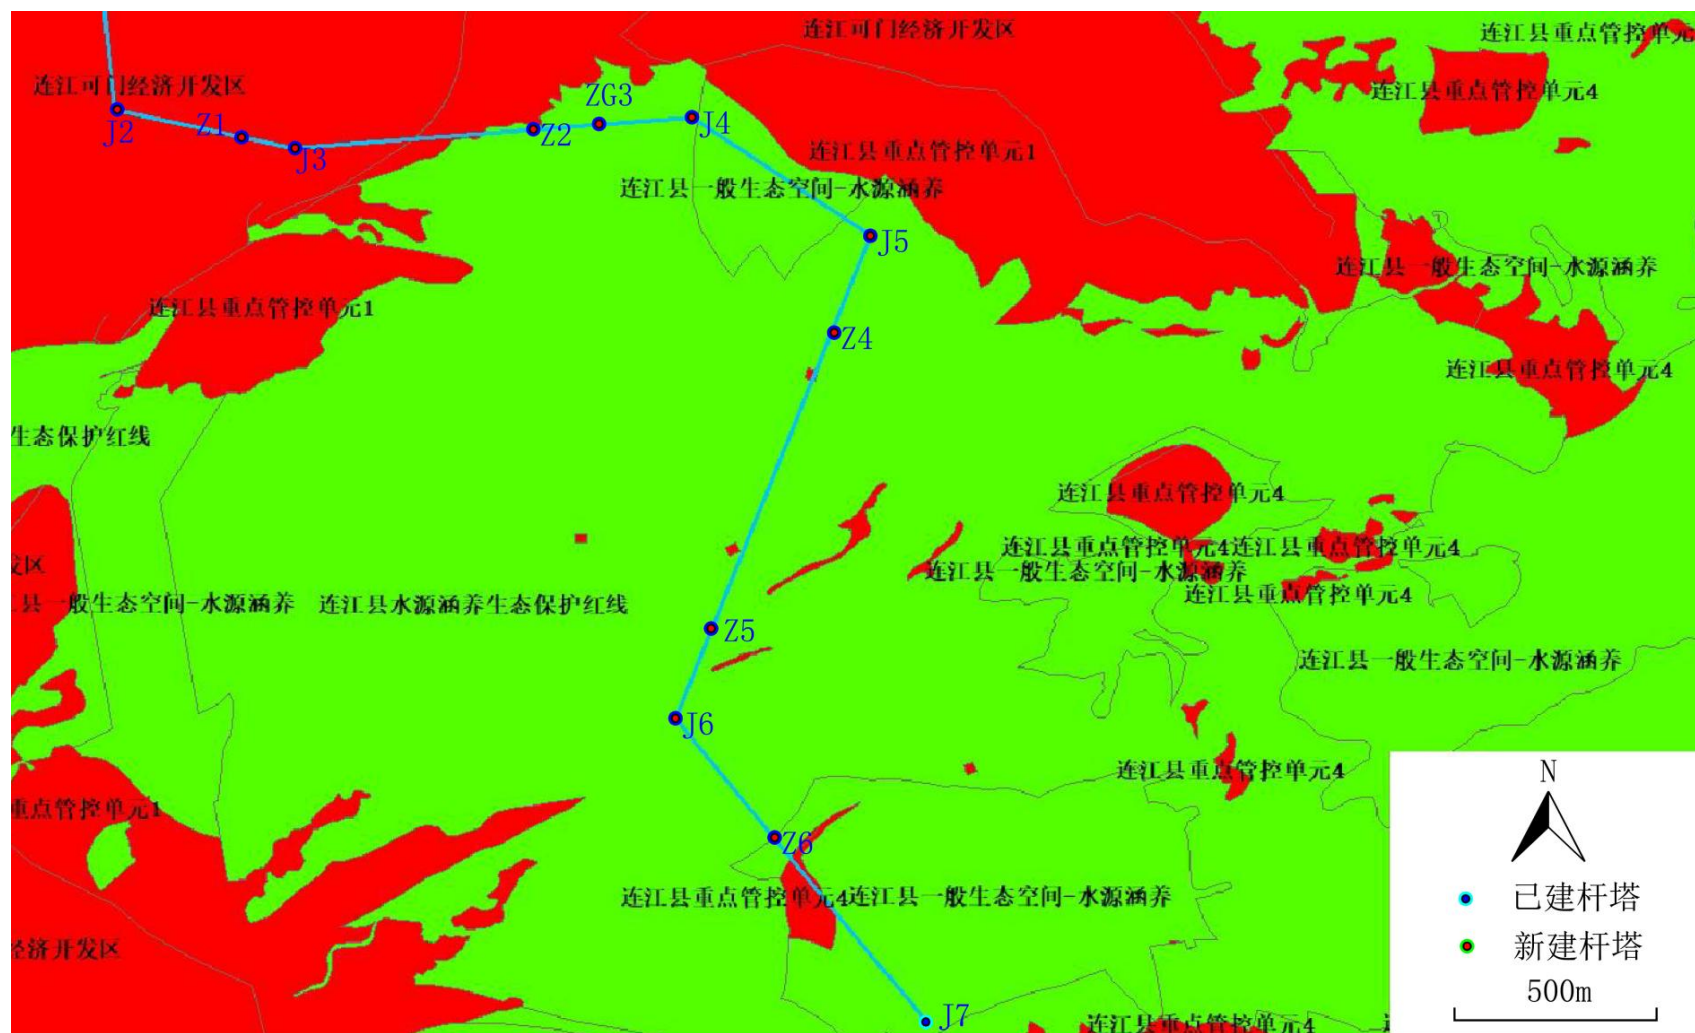 连江可门经济开发区
连江县重点管控单元
连江可门经济开发区
ZG3
连江县重点管控单元4
J2
Z1
J3
Z2
J4
连江县重点管控单元1
连江县一般生态空间-水源涵养
J5
连江县一般生态空间-水源涵养
连江县重点管控单元1
Z4
连江县重点管控单元4
生态保护红线
连江县重点管控单元4
连江县重点管控单元4
连江县重点管控单元4
发区
连江县一般生态空间-水源涵养
连江县重点管控单元4
县一般生态空间-水源涵养
连江县水源涵养生态保护红线
Z5
连江县一般生态空间-水源涵养
J6
连江县重点管控单元4
N
重点管控单元1
Z6
连江县重点管控单元4
连江县一般生态空间-水源涵养
已建杆塔
经济开发区
新建杆塔
500m
J7
连江县重点管控单元4